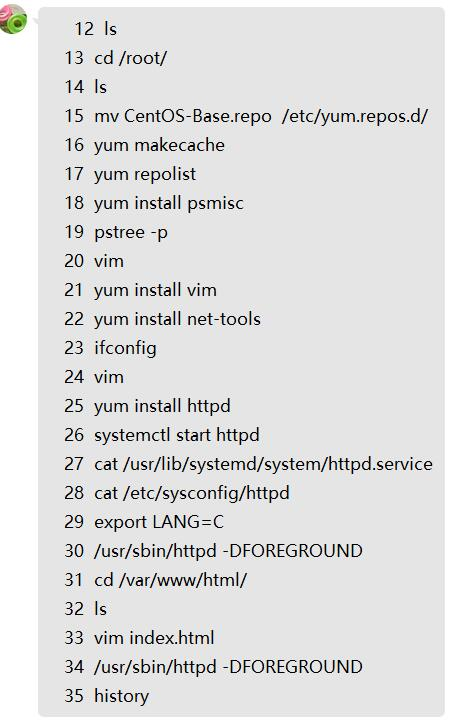 12 ls
13 cd /root/
14 ls
15 mv CentOS-Base.repo /etc/yum.repos.d/
16 yum makecache
17 yum repolist
18 yum install psmisc
19 pstree -p
20 vim
21 yum install vim
22 yum install net-tools
23 ifconfig
24 vim
25 yum install httpd
26 systemctl start httpd
27 cat /usr/lib/systemd/system/httpd.service
28 cat /etc/sysconfig/httpd
29 export LANG=C
30 /usr/sbin/httpd -DFOREGROUND
31 cd /var/www/html/
32 ls
33 vim index.html
34 /usr/sbin/httpd -DFOREGROUND
35 history